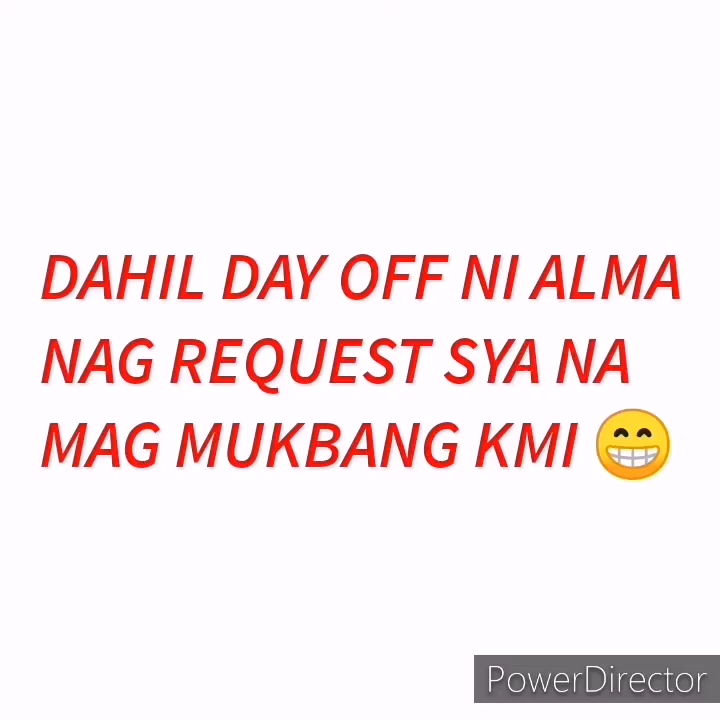 DAHIL DAY OFF NI ALMA
NAG REQUEST SYA NA
MAG MUKBANG KMI 😁
PowerDirector